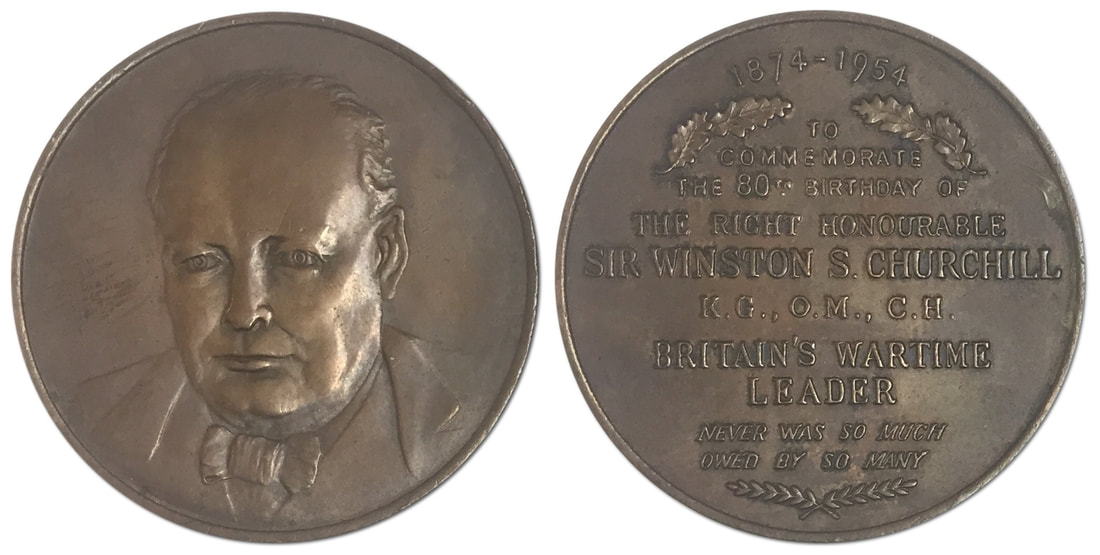 1874-1954
TO
COMMEMORATE
THE 80TH BIRTHDAY OF
THE RIGHT HONOURABLE
SIR WINSTON S. CHURCHILL
K.G., O.M., C.H.
BRITAIN'S WARTIME
LEADER
NEVER WAS SO MUCH
OWED BY SO MANY